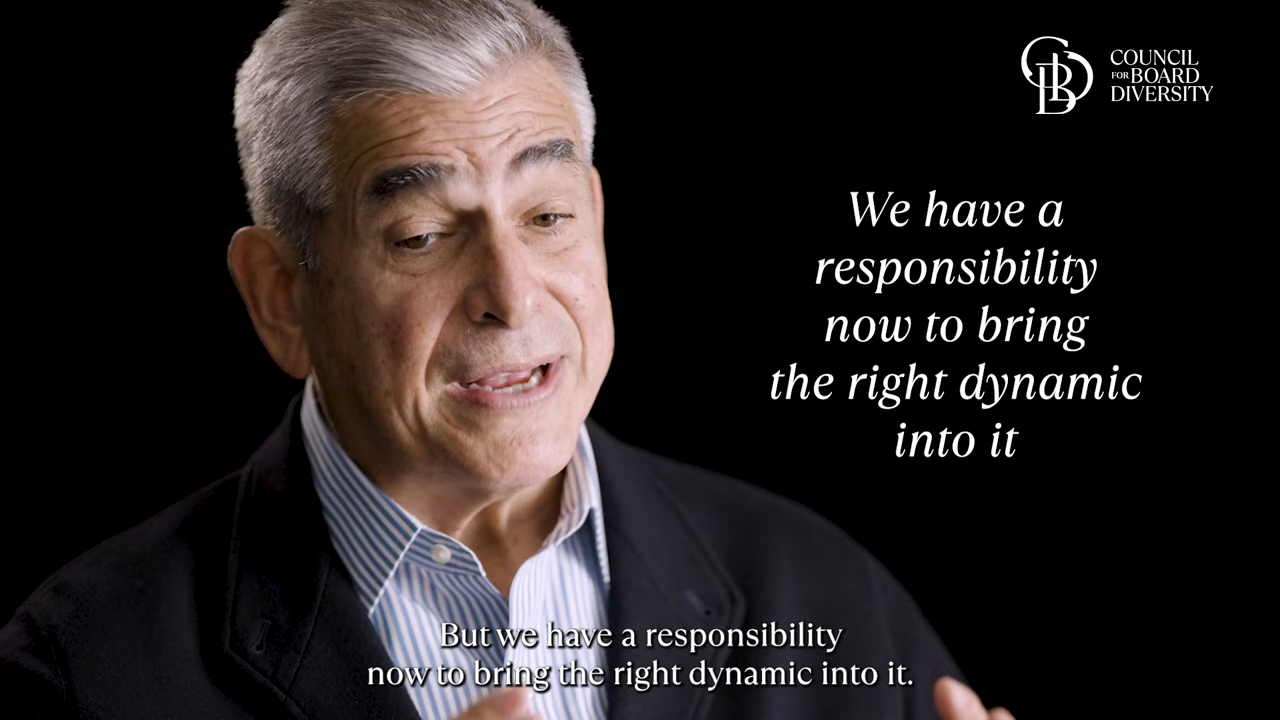 COUNCIL
FOR BOARD
DIVERSITY
We have a
responsibility
now to bring
the right dynamic
into it
But we have a responsibility
now to bring the right dynamic into it.